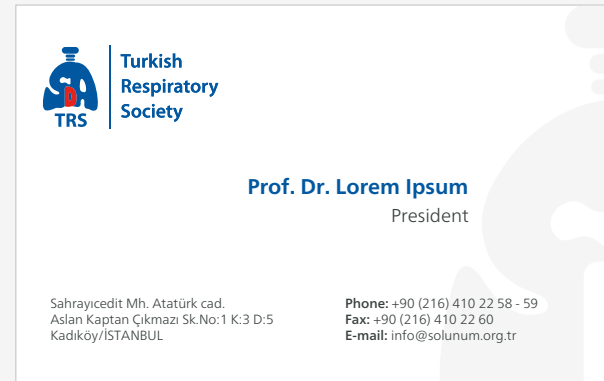 Turkish
Respiratory
Society
TRS
Prof. Dr. Lorem Ipsum
President
Sahrayıcedit Mh. Atatürk cad.
Aslan Kaptan Çıkmazı Sk.No:1 K:3 D:5
Kadıköy/İSTANBUL
Phone: +90 (216) 410 22 58 - 59
Fax: +90 (216) 410 22 60
E-mail: info@solunum.org.tr